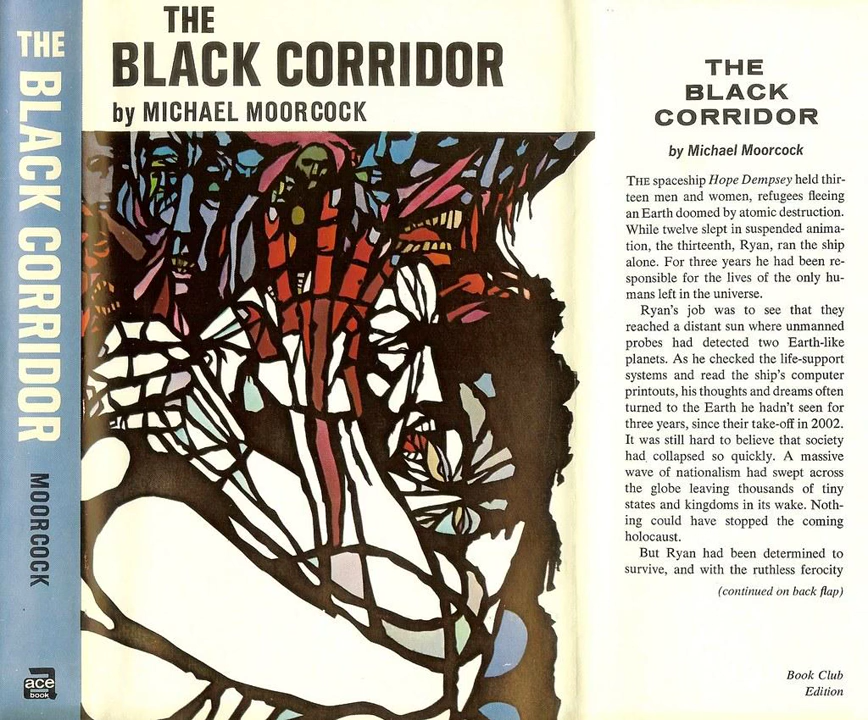 THE BLACK CORRIDOR
MOORCOCK
ace
book
THE
BLACK CORRIDOR
by MICHAEL MOORCOCK
THE
BLACK
CORRIDOR
by Michael Moorcock
THE spaceship Hope Dempsey held thir-
teen men and women, refugees fleeing
an Earth doomed by atomic destruction.
While twelve slept in suspended anima-
tion, the thirteenth, Ryan, ran the ship
alone. For three years he had been re-
sponsible for the lives of the only hu-
mans left in the universe.
Ryan's job was to see that they
reached a distant sun where unmanned
probes had detected two Earth-like
planets. As he checked the life-support
systems and read the ship's computer
printouts, his thoughts and dreams often
turned to the Earth he hadn't seen for
three years, since their take-off in 2002.
It was still hard to believe that society
had collapsed so quickly. A massive
wave of nationalism had swept across
the globe leaving thousands of tiny
states and kingdoms in its wake. Noth-
ing could have stopped the coming
holocaust.
But Ryan had been determined to
survive, and with the ruthless ferocity
(continued on back flap)
Book Club
Edition